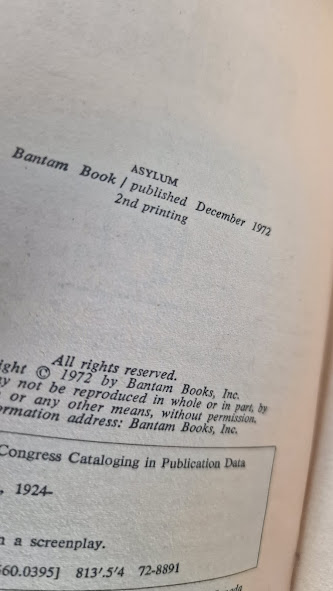 ASYLUM
Bantam Book / published December 1972
2nd printing
All rights reserved.
ight © 1972 by Bantam Books, Inc.
y not be reproduced in whole or in part, by
or any other means, without permission.
ormation address: Bantam Books, Inc.
Congress Cataloging in Publication Data
, 1924-
n a screenplay.
60.0395] 813'.5'4 72-8891